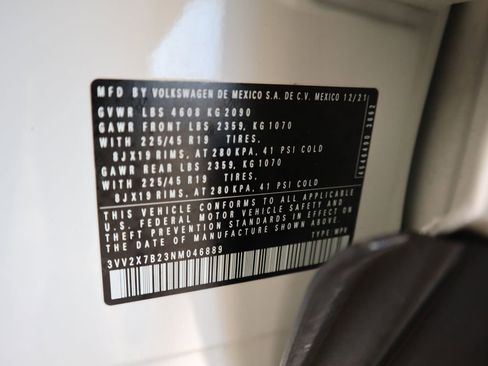 MFD BY VOLKSWAGEN DE MEXICO S.A. DE C.V. MEXICO 12/21
GVWR LBS 4608 KG 2090
GAWR FRONT LBS 2359, KG 1070
WITH 225/45 R19 TIRES.
8JX19 RIMS, AT 280 KPA, 41 PSI COLD
GAWR REAR LBS 2359, KG 1070
WITH 225/45 R19 TIRES.
8JX19 RIMS, AT 280 KPA, 41 PSI COLD
THIS VEHICLE CONFORMS TO ALL APPLICABLE
U.S. FEDERAL MOTOR VEHICLE SAFETY AND
THEFT PREVENTION STANDARDS IN EFFECT ON
THE DATE OF MANUFACTURE SHOWN ABOVE.
3VV2X7B23NM046889 TYPE: MPV